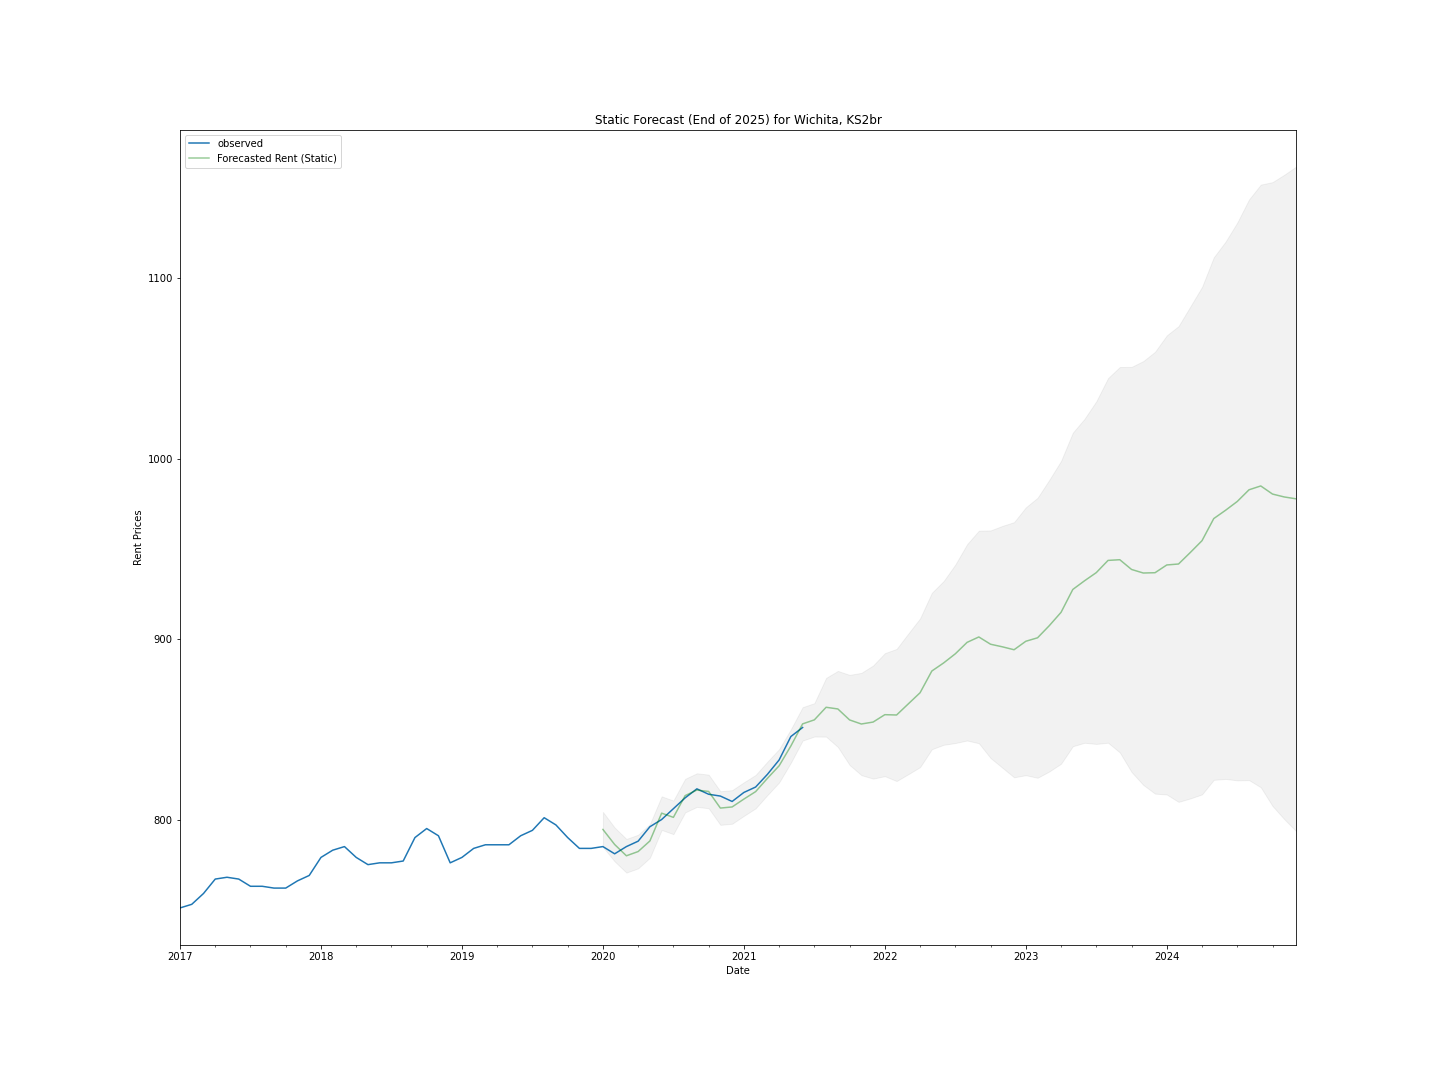 Static Forecast (End of 2025) for Wichita, KS2br
observed
Forecasted Rent (Static)
1100
1000
900
800
Rent Prices
2017 2018 2019 2020 2021 2022 2023 2024
Date